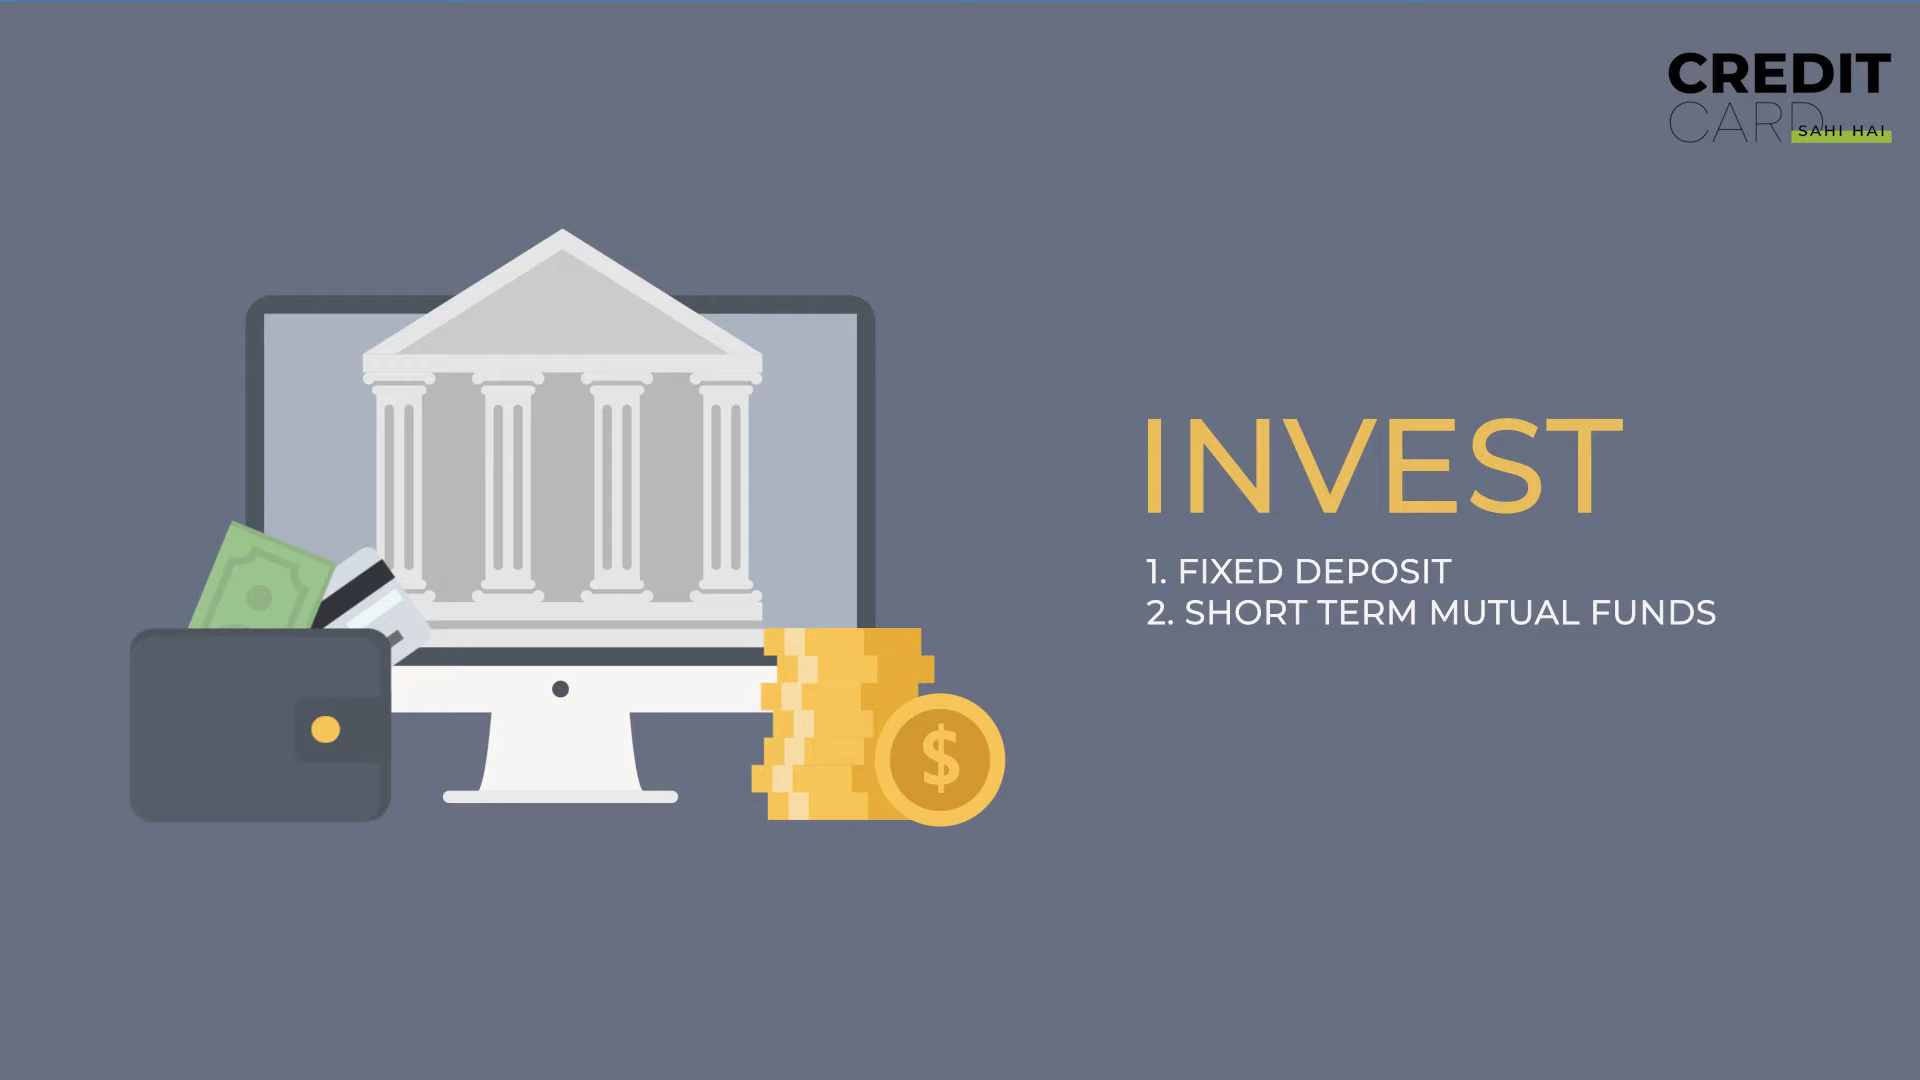 CREDIT
CARD
SAHI HAI
INVEST
1. FIXED DEPOSIT
2. SHORT TERM MUTUAL FUNDS
$